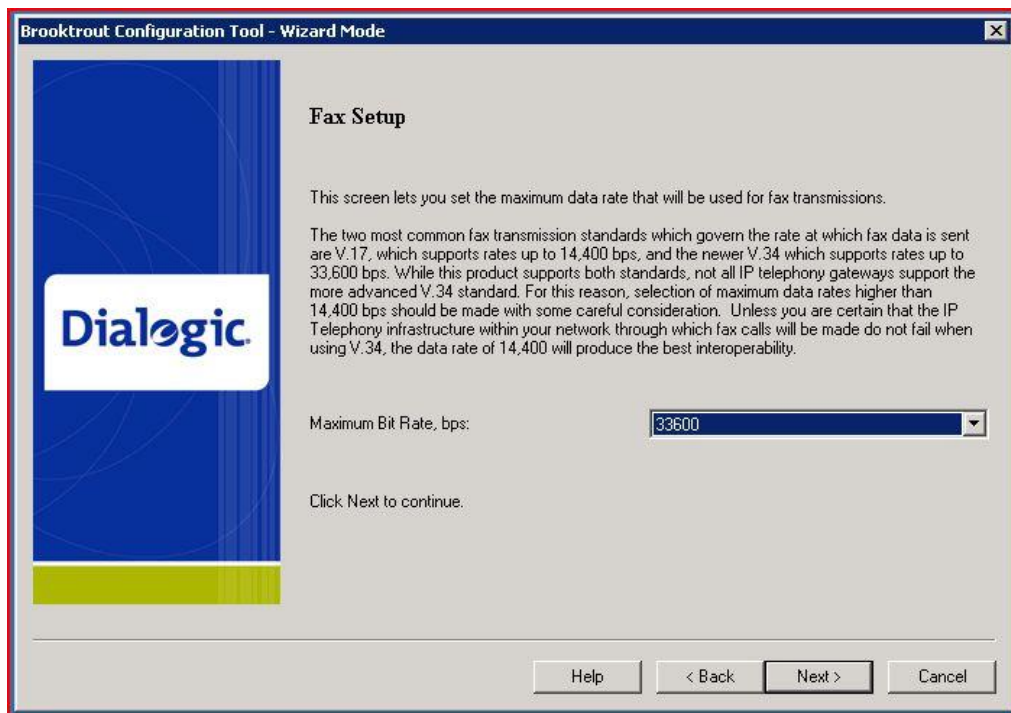 Brooktrout Configuration Tool - Wizard Mode
Fax Setup
This screen lets you set the maximum data rate that will be used for fax transmissions.
The two most common fax transmission standards which govern the rate at which fax data is sent
are V.17, which supports rates up to 14,400 bps, and the newer V.34 which supports rates up to
33,600 bps. While this product supports both standards, not all IP telephony gateways support the
more advanced V.34 standard. For this reason, selection of maximum data rates higher than
14,400 bps should be made with some careful consideration. Unless you are certain that the IP
Telephony infrastructure within your network through which fax calls will be made do not fail when
using V.34, the data rate of 14,400 will produce the best interoperability.
Dialogic.
Maximum Bit Rate, bps: 33600
Click Next to continue.
Help < Back Next > Cancel